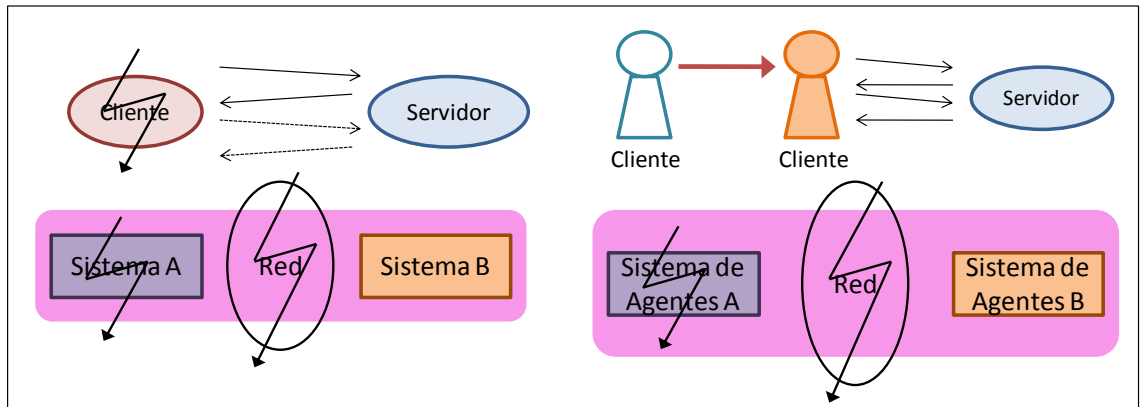 Cliente
Servidor
Sistema A
Red
Sistema B
Servidor
Cliente
Cliente
Sistema de
Agentes A
Red
Sistema de
Agentes B